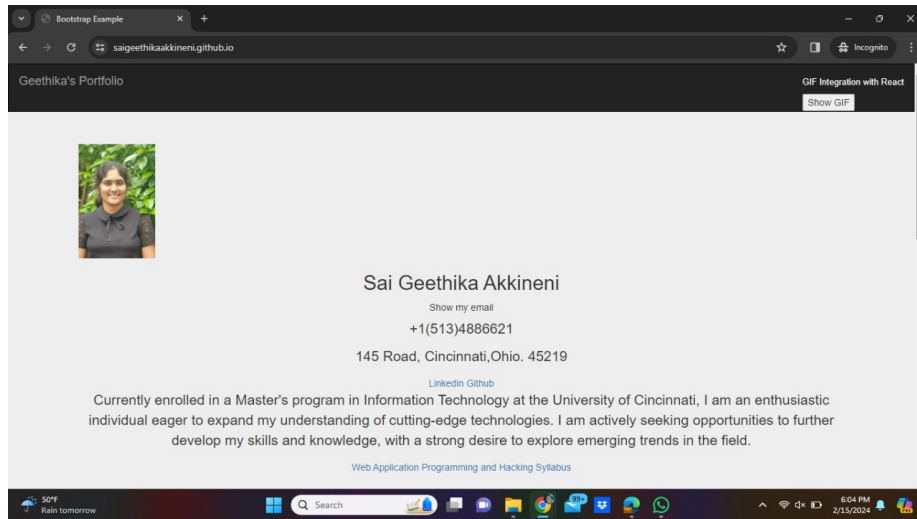 Bootstrap Example
saigeethikaakkineni.github.io
Incognito
Geethika's Portfolio
GIF Integration with React
Show GIF
Sai Geethika Akkineni
Show my email
+1(513)4886621
145 Road, Cincinnati,Ohio. 45219
Linkedin Github
Currently enrolled in a Master's program in Information Technology at the University of Cincinnati, I am an enthusiastic
individual eager to expand my understanding of cutting-edge technologies. I am actively seeking opportunities to further
develop my skills and knowledge, with a strong desire to explore emerging trends in the field.
Web Application Programming and Hacking Syllabus
50°F
Rain tomorrow
Search
99+
6:04 PM
2/15/2024